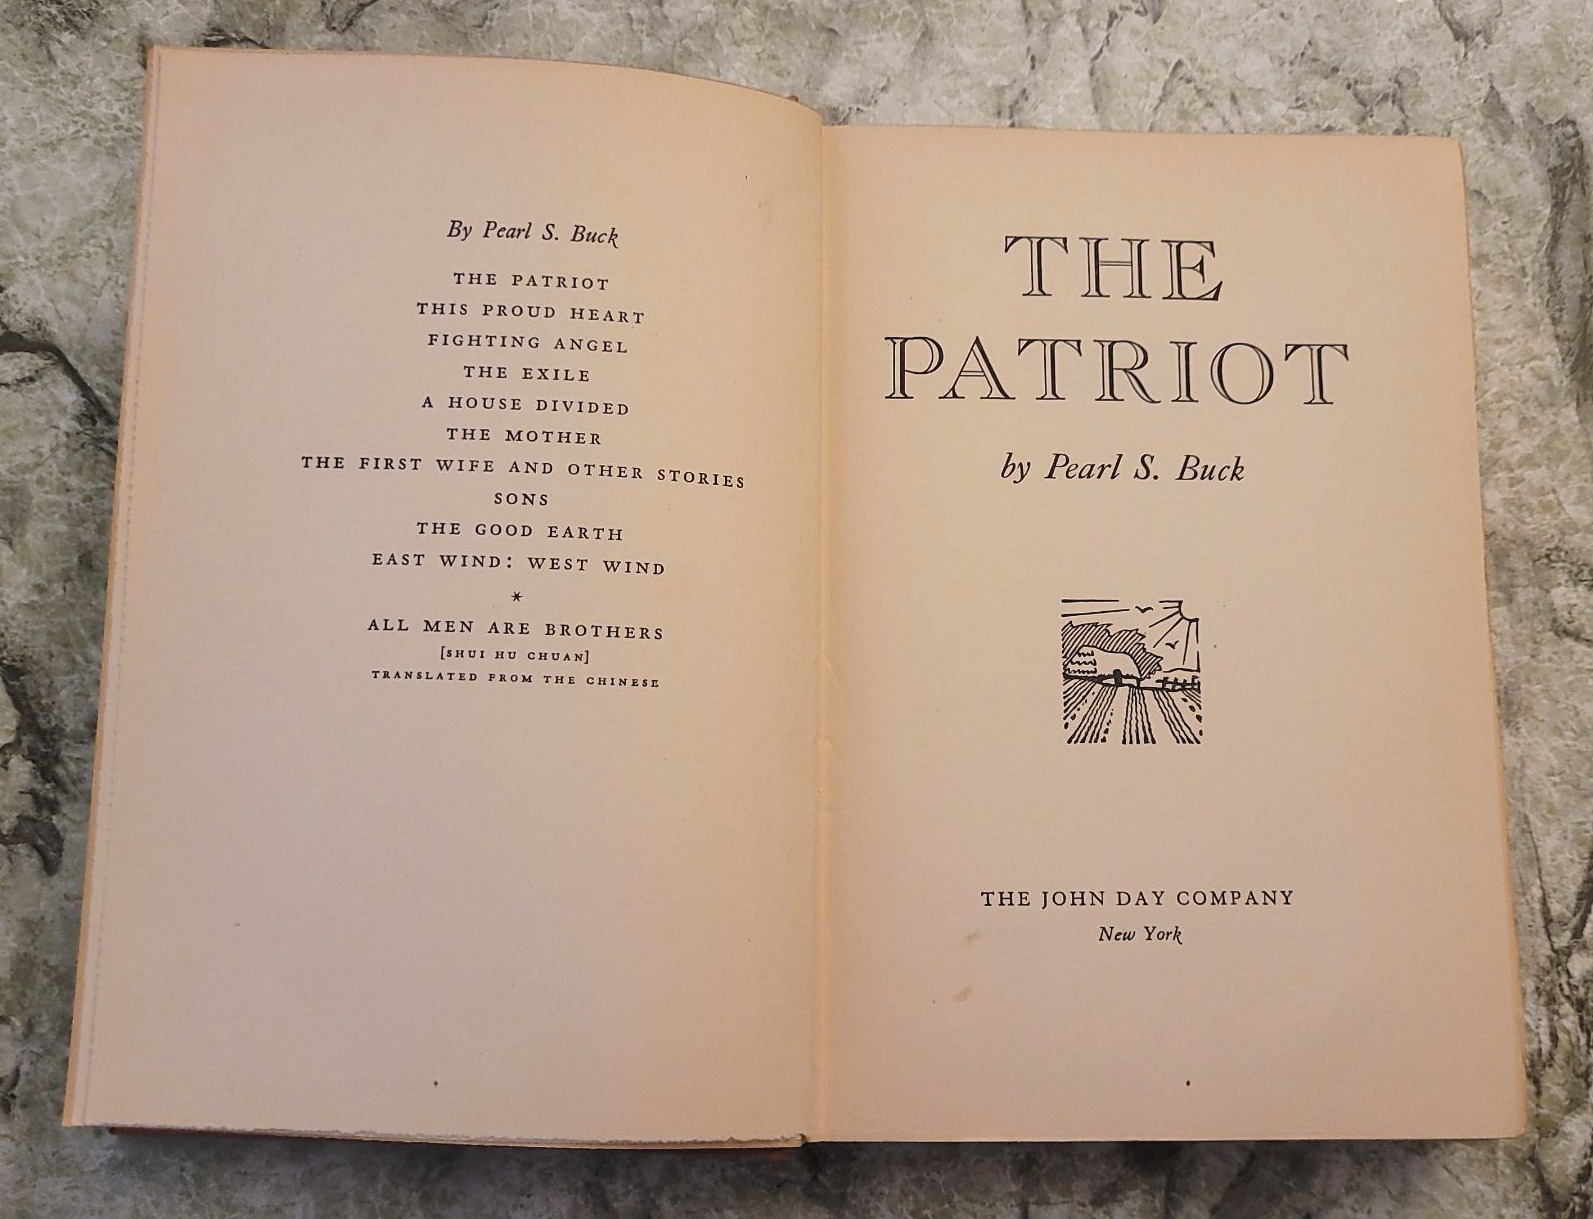 By Pearl S. Buck
THE PATRIOT
THIS PROUD HEART
FIGHTING ANGEL
THE EXILE
A HOUSE DIVIDED
THE MOTHER
THE FIRST WIFE AND OTHER STORIES
SONS
THE GOOD EARTH
EAST WIND: WEST WIND
*
ALL MEN ARE BROTHERS
[SHUI HU CHUAN]
TRANSLATED FROM THE CHINESE
THE
PATRIOT
by Pearl S. Buck
THE JOHN DAY COMPANY
New York